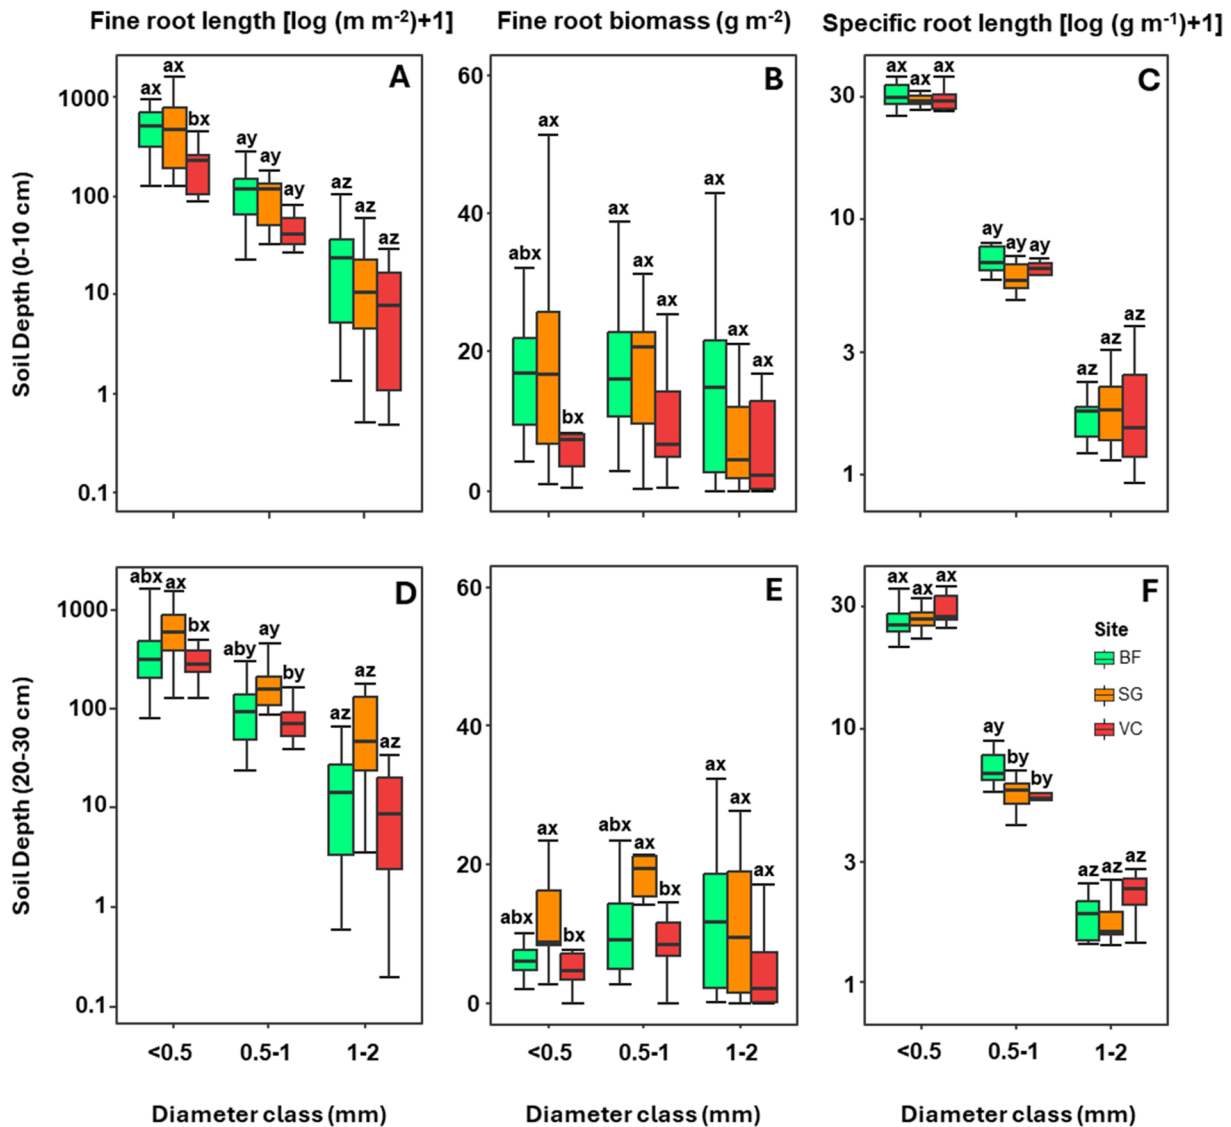 Fine root length [log (m m⁻²)+1]
Fine root biomass (g m⁻²)
Specific root length [log (g m⁻¹)+1]
Soil Depth (0-10 cm)
A
1000
100
10
1
0.1
ax
ax
bx
ay
ay
ay
az
az
az
B
60
40
20
0
abx
ax
bx
ax
ax
ax
ax
ax
ax
C
30
10
3
1
ax
ax
ax
ay
ay
ay
az
az
az
Soil Depth (20-30 cm)
D
1000
100
10
1
0.1
abx
ax
bx
aby
ay
by
az
az
az
<0.5
0.5-1
1-2
Diameter class (mm)
E
60
40
20
0
abx
ax
bx
abx
ax
bx
ax
ax
ax
<0.5
0.5-1
1-2
Diameter class (mm)
F
30
10
3
1
ax
ax
ax
ay
by
by
az
az
az
Site
BF
SG
VC
<0.5
0.5-1
1-2
Diameter class (mm)